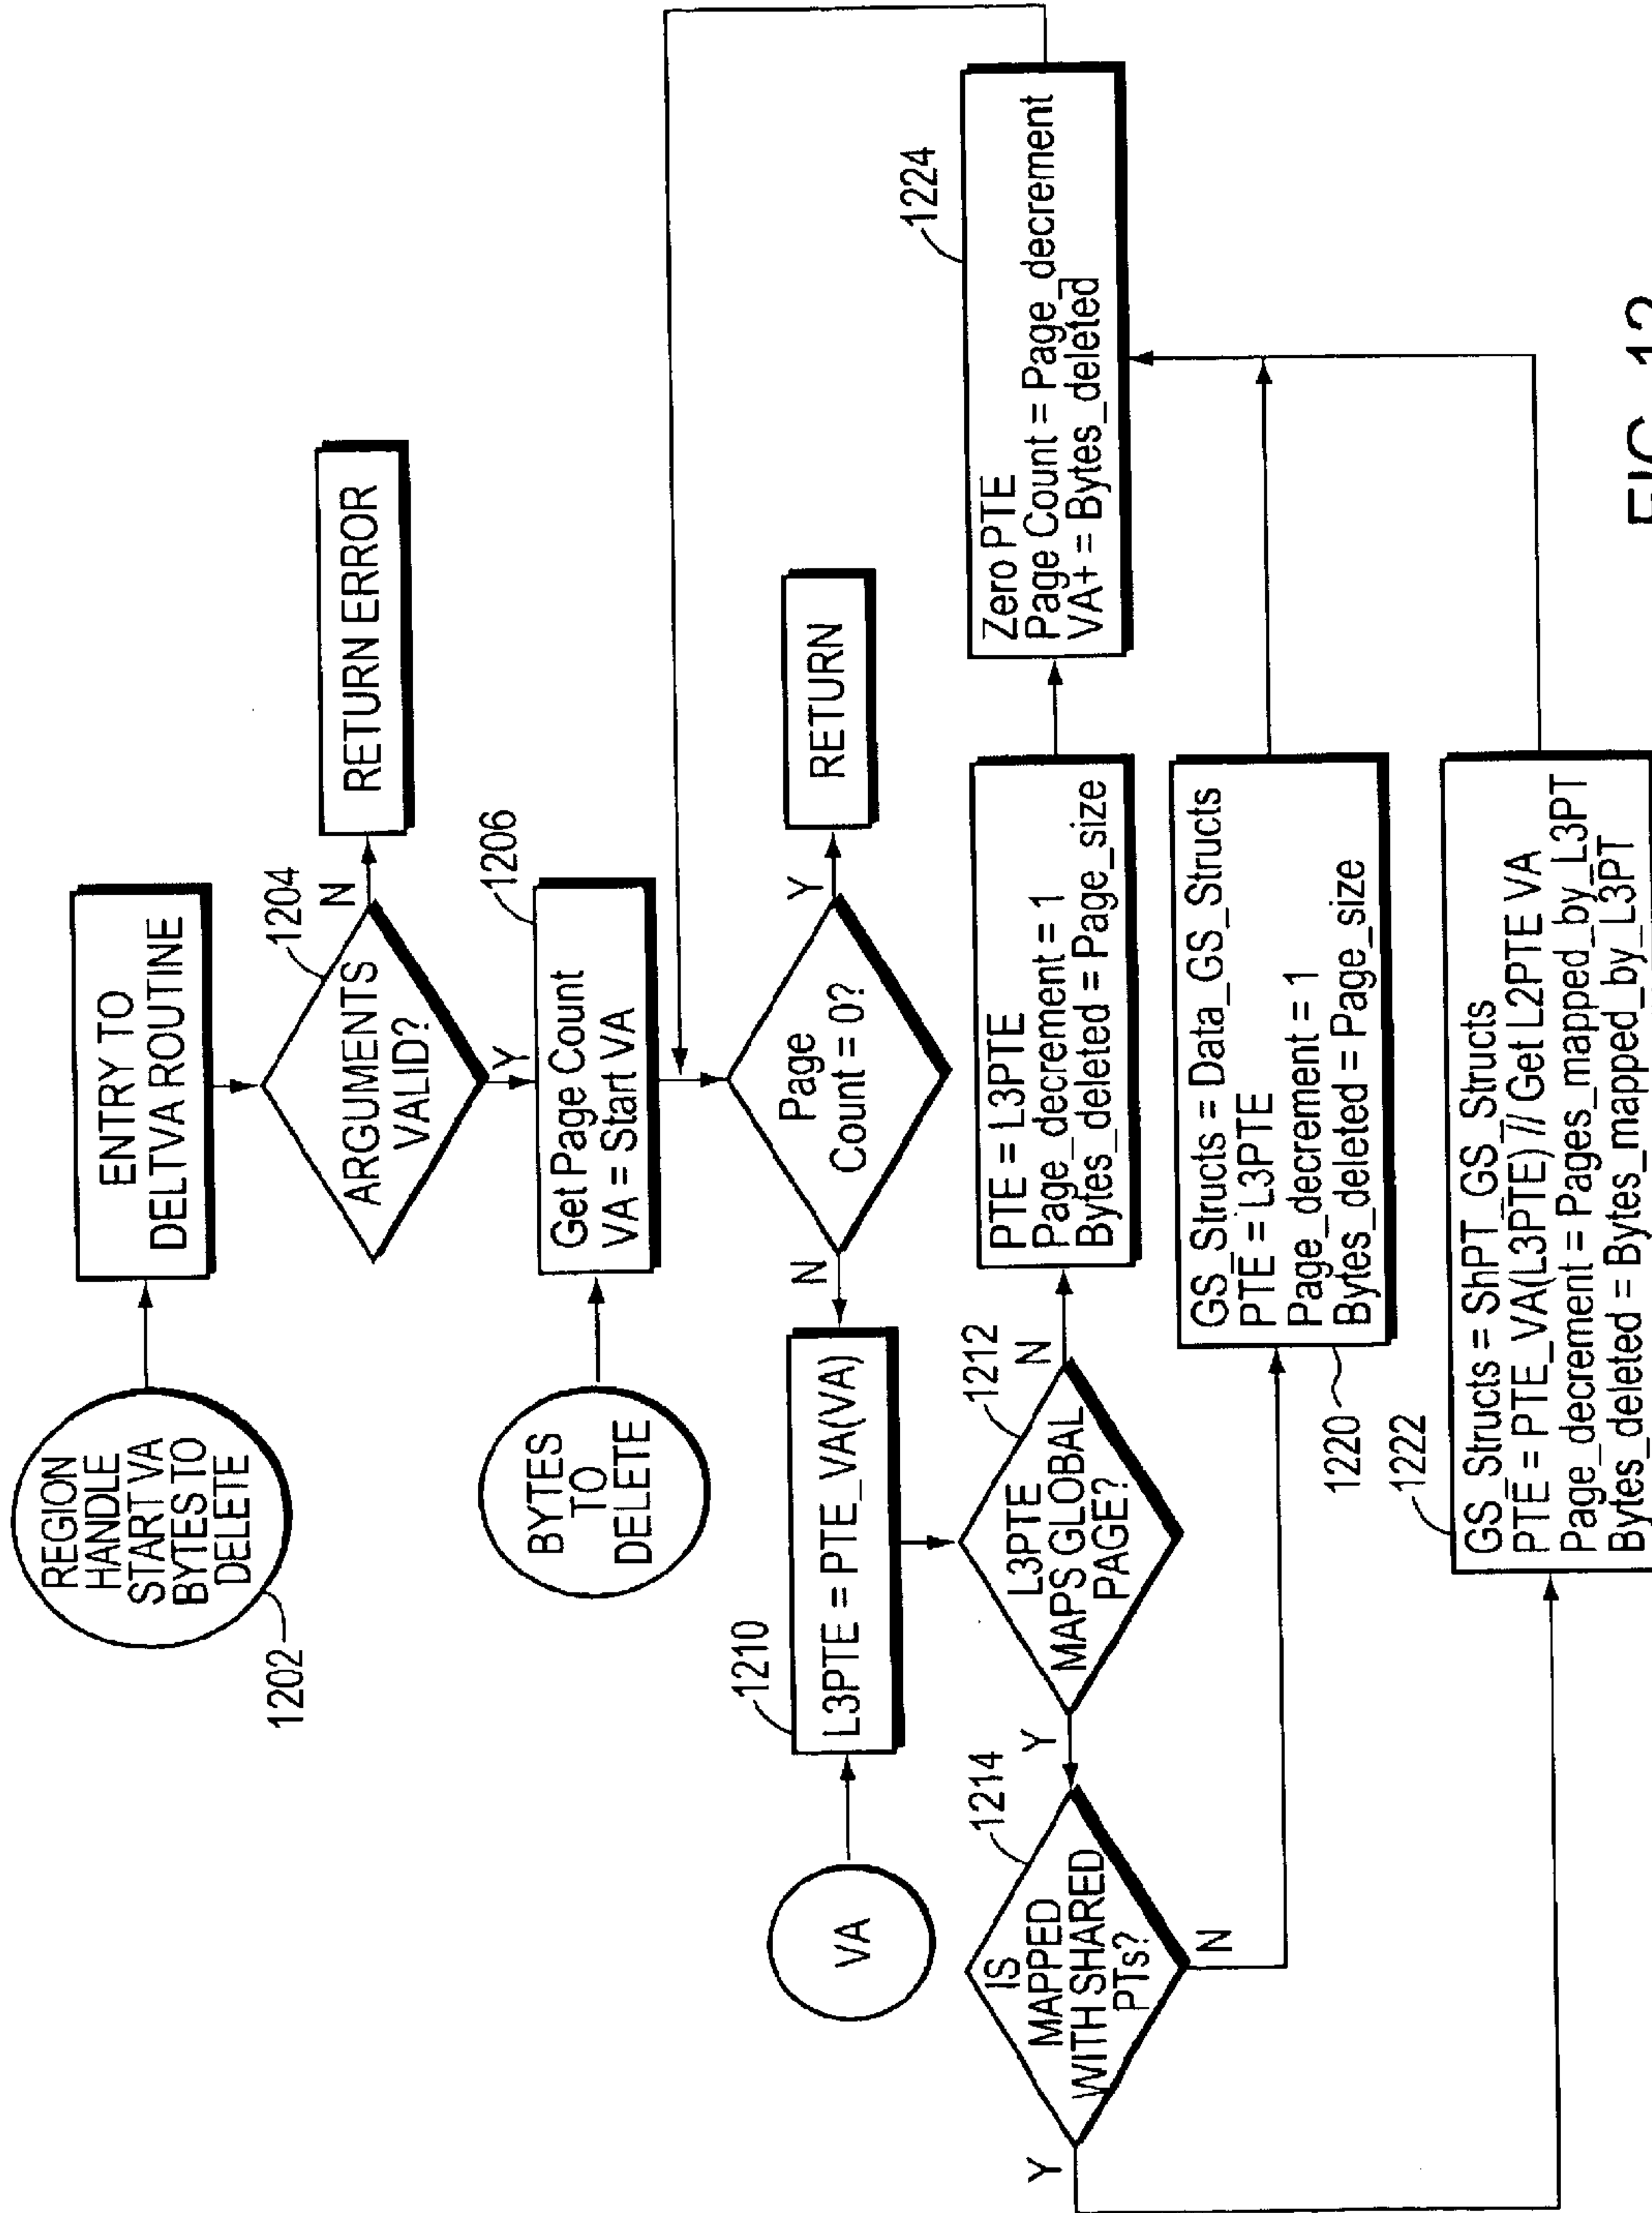 REGION
HANDLE
START VA
BYTES TO
DELETE
1202
ENTRY TO
DELTVA ROUTINE
1204
ARGUMENTS
VALID?
N
RETURN ERROR
Y
1206
BYTES
TO
DELETE
Get Page Count
VA = Start VA
Page
Count = 0?
Y
RETURN
N
VA
1210
L3PTE = PTE_VA(VA)
1212
L3PTE
MAPS GLOBAL
PAGE?
N
PTE = L3PTE
Page_decrement = 1
Bytes_deleted = Page_size
1224
Zero PTE
Page Count = Page_decrement
VA+ = Bytes_deleted
Y
1214
IS
MAPPED
WITH SHARED
PTs?
N
GS_Structs = Data_GS_Structs
PTE = L3PTE
Page_decrement = 1
Bytes_deleted = Page_size
1220
Y
1222
GS_Structs = ShPT_GS_Structs
PTE = PTE_VA(L3PTE) // Get L2PTE VA
Page_decrement = Pages_mapped_by_L3PT
Bytes_deleted = Bytes_mapped_by_L3PT
FIG. 12